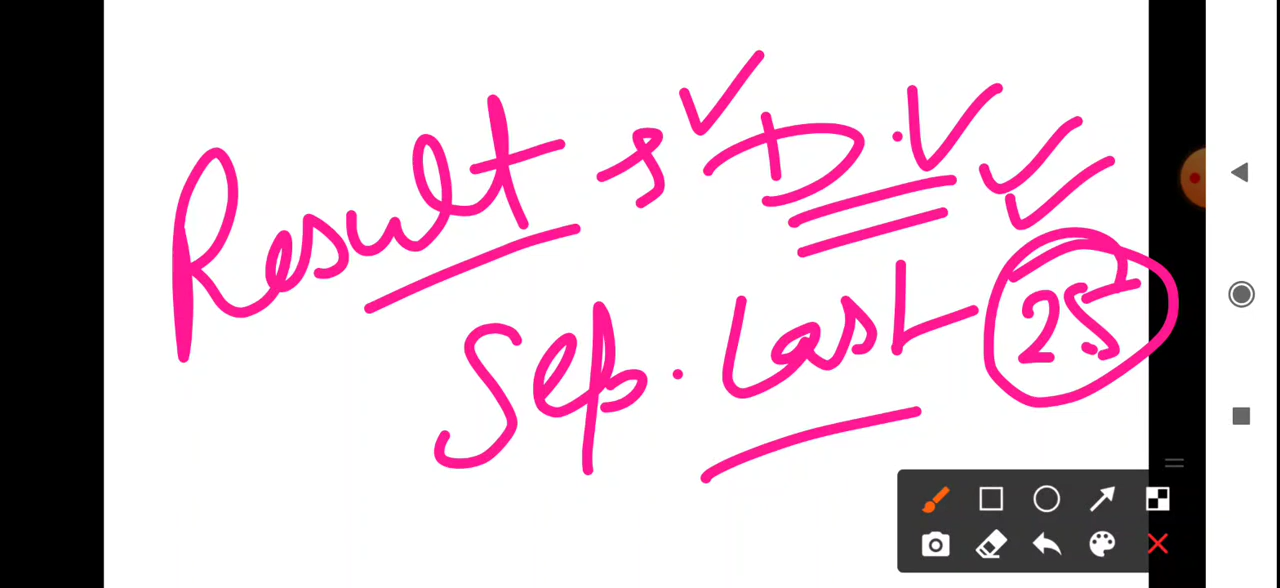 Result → D.V
Sep. Last 25